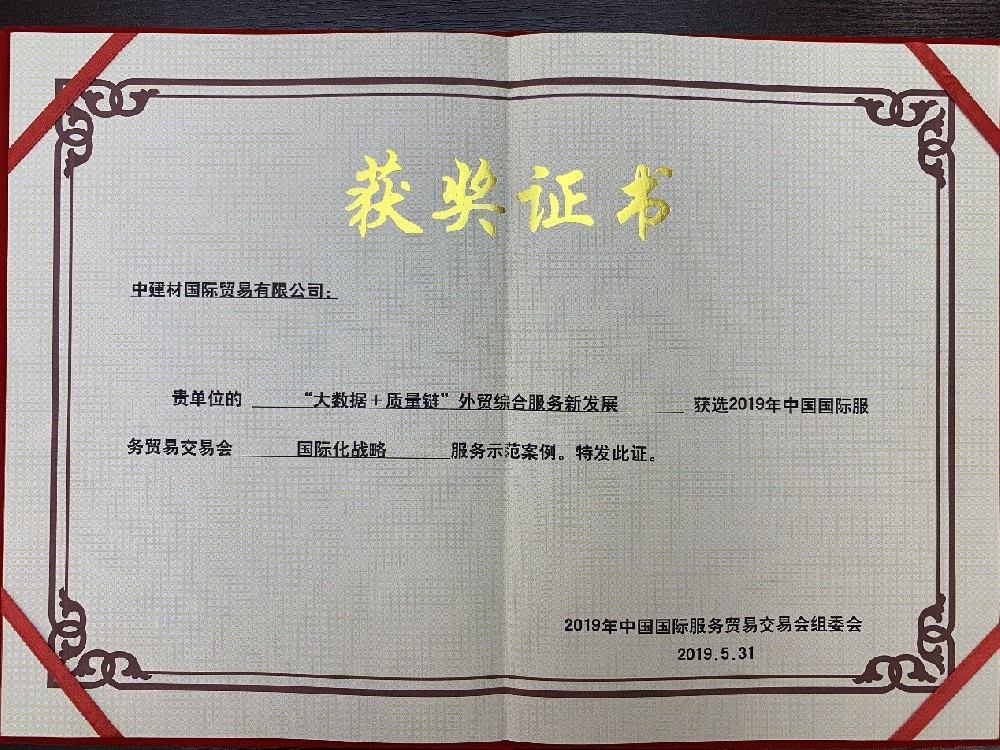 获奖证书
中建材国际贸易有限公司：
贵单位的 “大数据＋质量链”外贸综合服务新发展 获选2019年中国国际服
务贸易交易会 国际化战略 服务示范案例。特发此证。
2019年中国国际服务贸易交易会组委会
2019.5.31